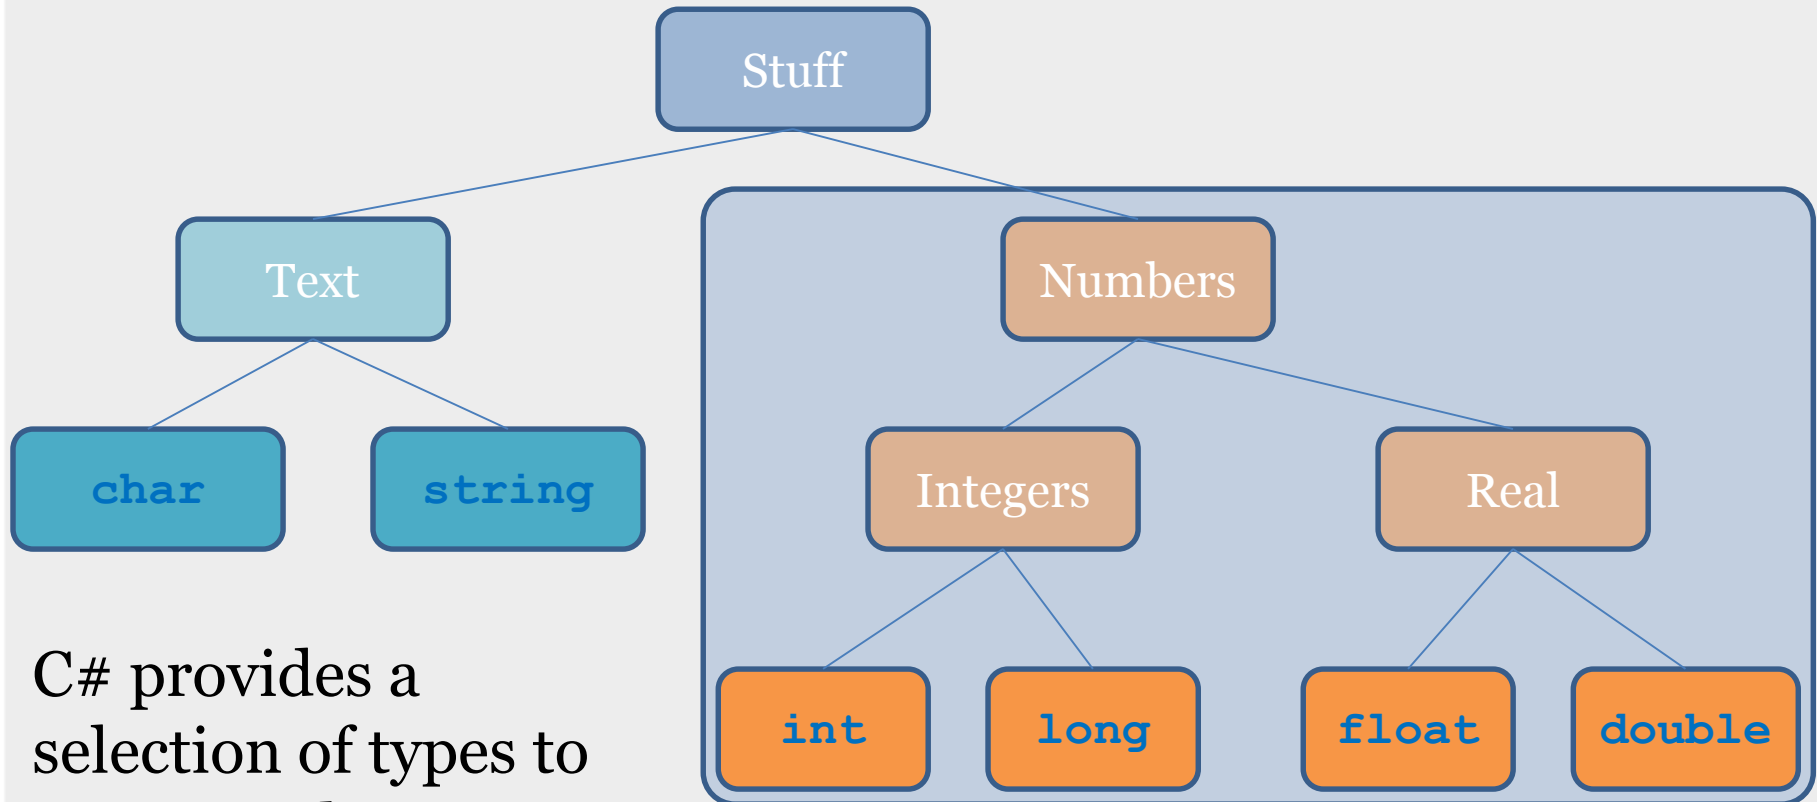 Stuff
Text
Numbers
char
string
Integers
Real
C# provides a
selection of types to
int
long
float
double